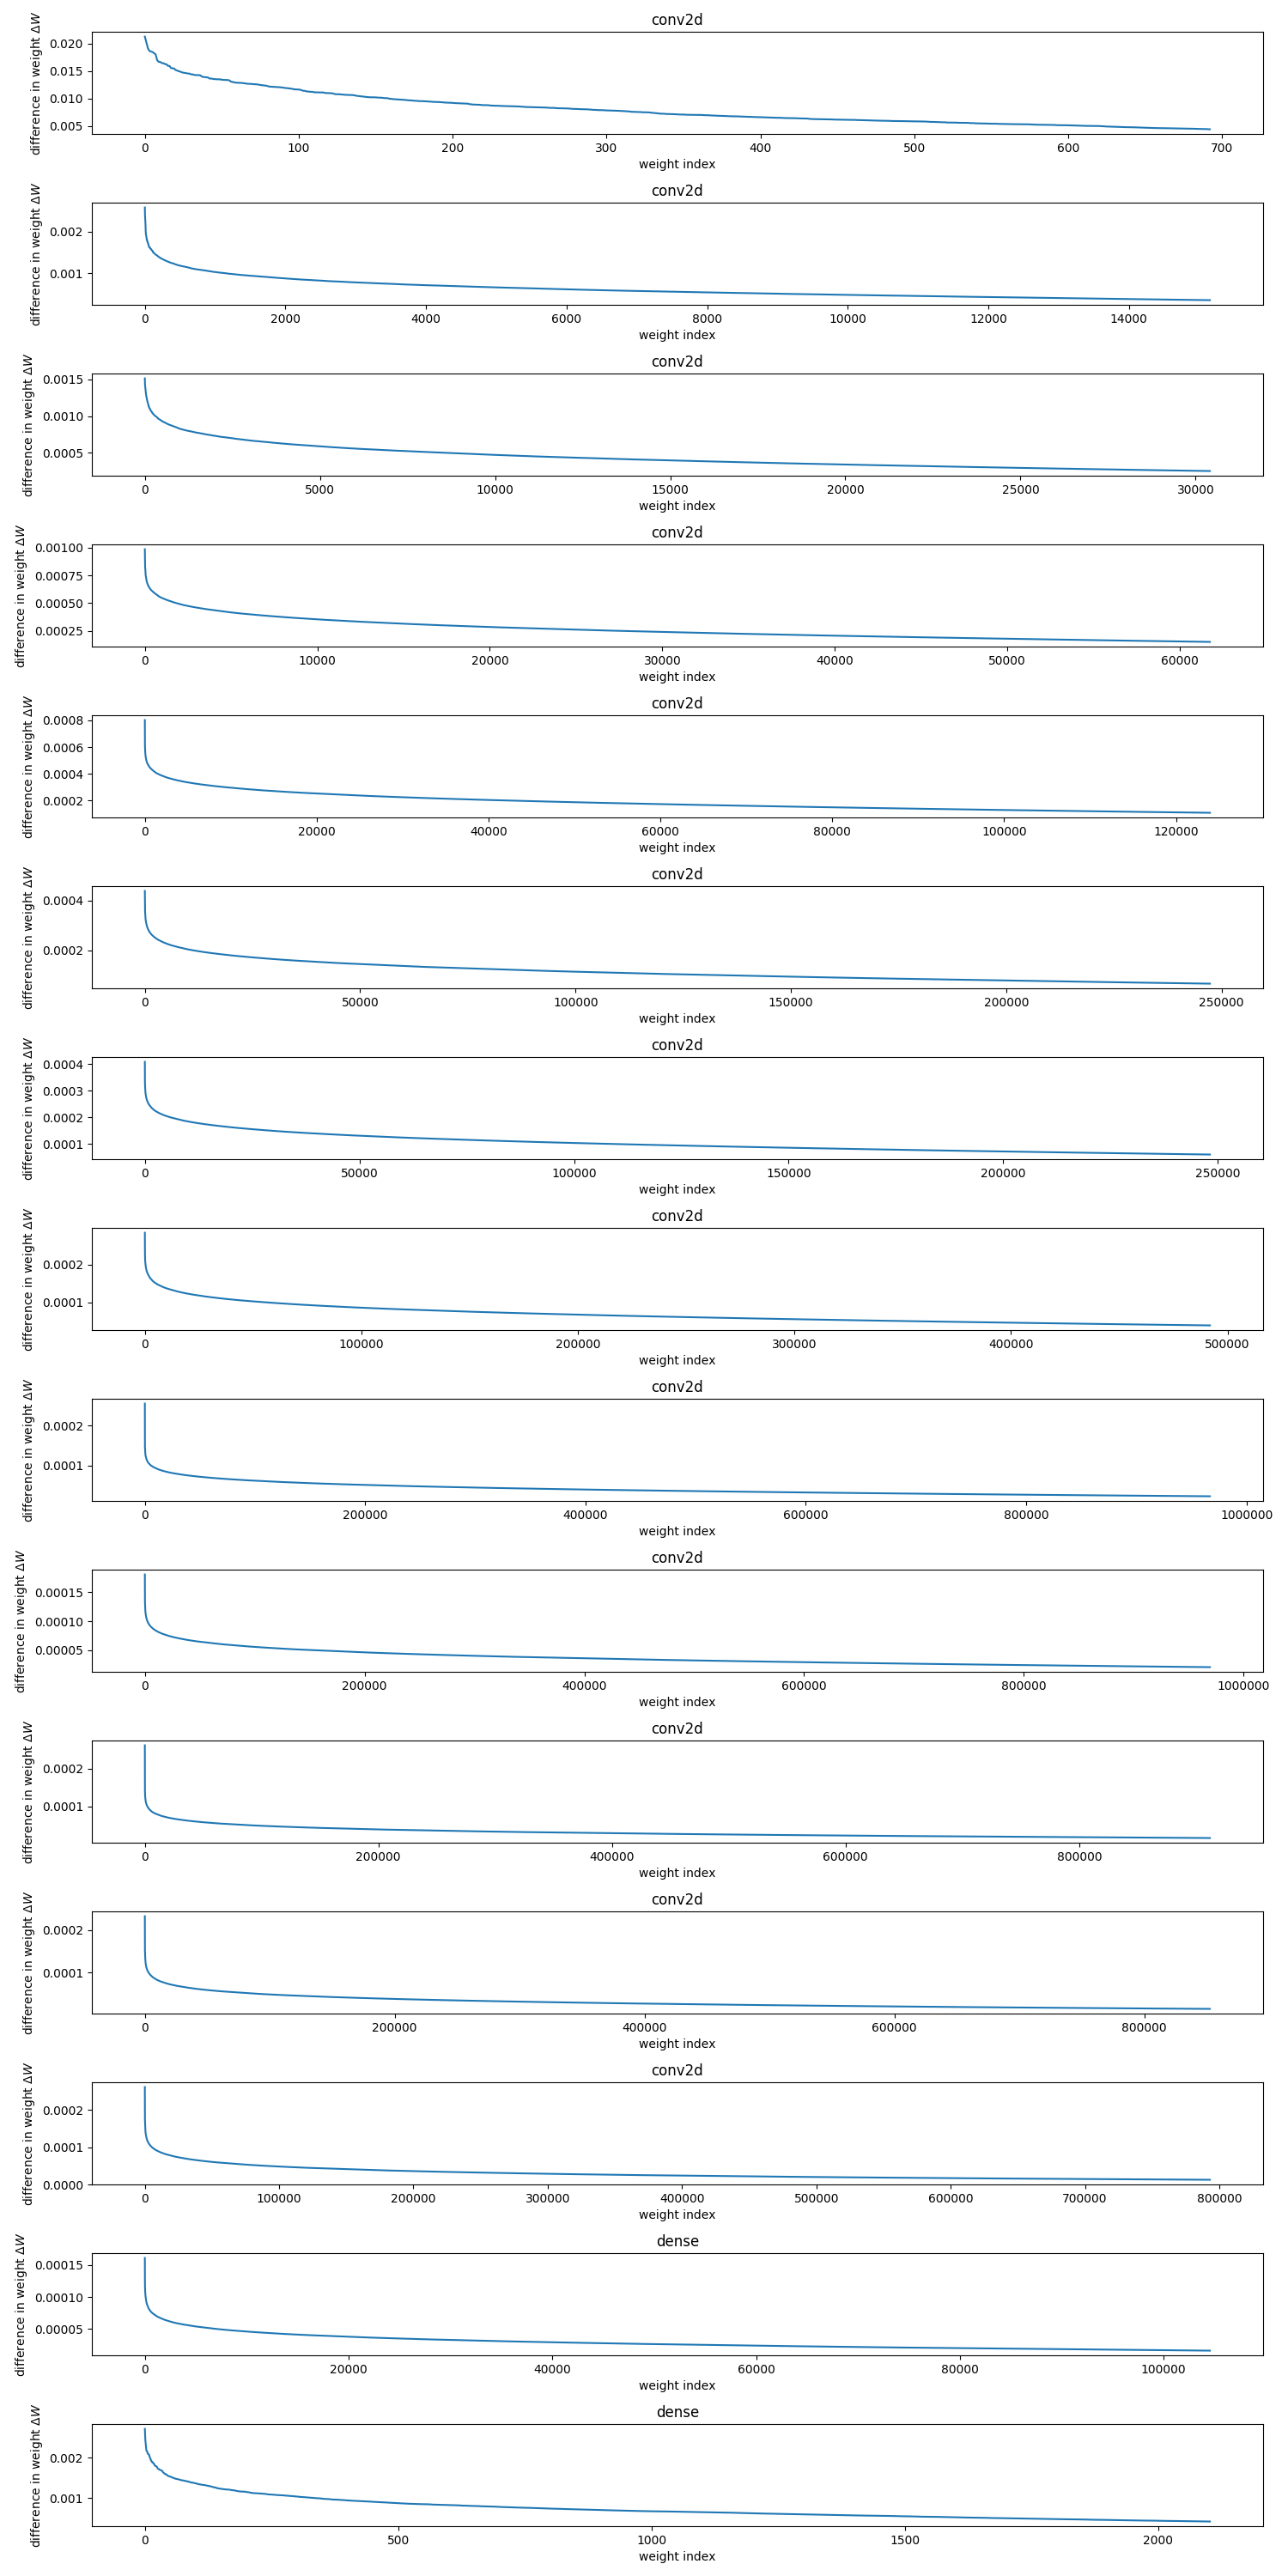 conv2d
difference in weight ΔW
0.020
0.015
0.010
0.005
0 100 200 300 400 500 600 700
weight index
conv2d
difference in weight ΔW
0.002
0.001
0 2000 4000 6000 8000 10000 12000 14000
weight index
conv2d
difference in weight ΔW
0.0015
0.0010
0.0005
0 5000 10000 15000 20000 25000 30000
weight index
conv2d
difference in weight ΔW
0.00100
0.00075
0.00050
0.00025
0 10000 20000 30000 40000 50000 60000
weight index
conv2d
difference in weight ΔW
0.0008
0.0006
0.0004
0.0002
0 20000 40000 60000 80000 100000 120000
weight index
conv2d
difference in weight ΔW
0.0004
0.0002
0 50000 100000 150000 200000 250000
weight index
conv2d
difference in weight ΔW
0.0004
0.0003
0.0002
0.0001
0 50000 100000 150000 200000 250000
weight index
conv2d
difference in weight ΔW
0.0002
0.0001
0 100000 200000 300000 400000 500000
weight index
conv2d
difference in weight ΔW
0.0002
0.0001
0 200000 400000 600000 800000 1000000
weight index
conv2d
difference in weight ΔW
0.00015
0.00010
0.00005
0 200000 400000 600000 800000 1000000
weight index
conv2d
difference in weight ΔW
0.0002
0.0001
0 200000 400000 600000 800000
weight index
conv2d
difference in weight ΔW
0.0002
0.0001
0 200000 400000 600000 800000
weight index
conv2d
difference in weight ΔW
0.0002
0.0001
0.0000
0 100000 200000 300000 400000 500000 600000 700000 800000
weight index
dense
difference in weight ΔW
0.00015
0.00010
0.00005
0 20000 40000 60000 80000 100000
weight index
dense
difference in weight ΔW
0.002
0.001
0 500 1000 1500 2000
weight index